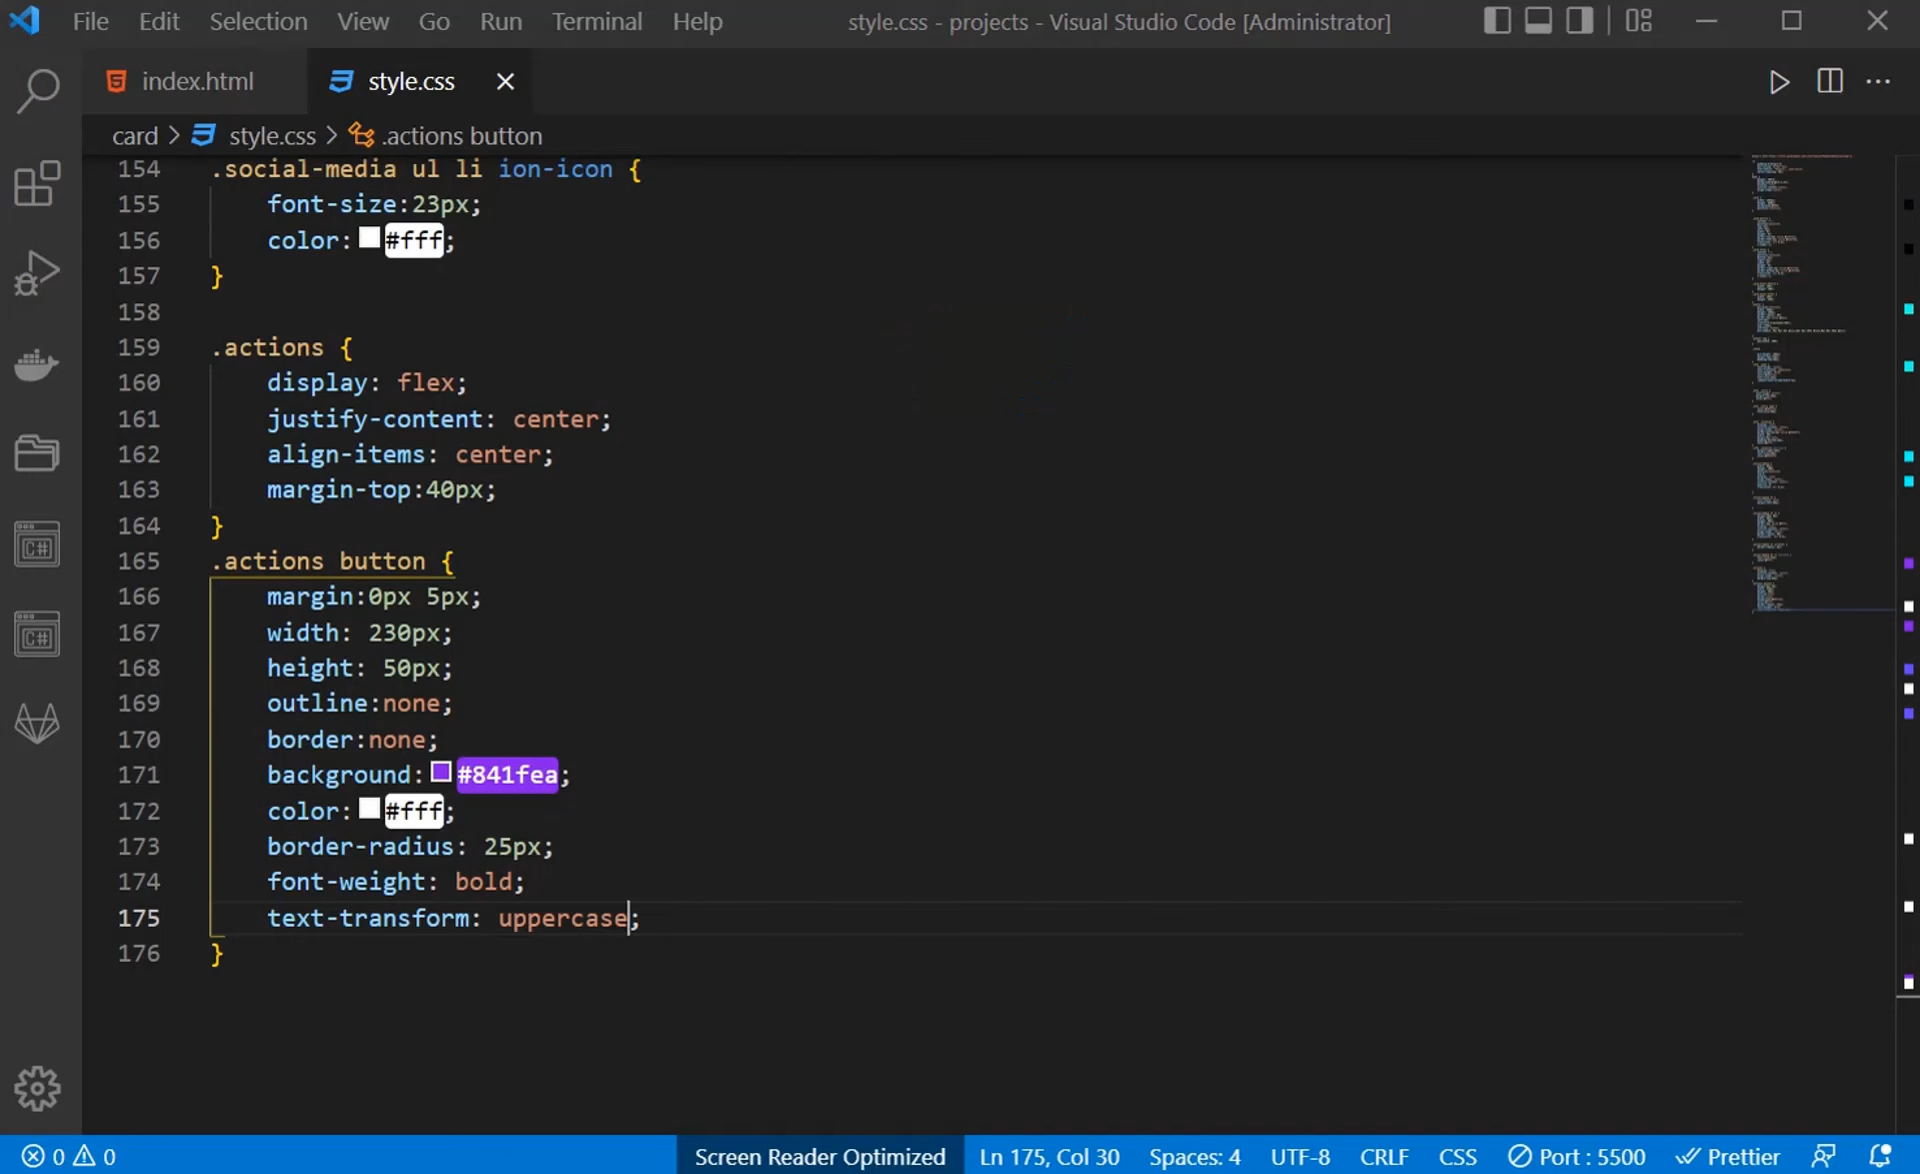 File Edit Selection View Go Run Terminal Help style.css - projects - Visual Studio Code [Administrator]
index.html style.css
card > style.css > .actions button
154 .social-media ul li ion-icon {
155 font-size:23px;
156 color: #fff;
157 }
158
159 .actions {
160 display: flex;
161 justify-content: center;
162 align-items: center;
163 margin-top:40px;
164 }
165 .actions button {
166 margin:0px 5px;
167 width: 230px;
168 height: 50px;
169 outline:none;
170 border:none;
171 background: #841fea;
172 color: #fff;
173 border-radius: 25px;
174 font-weight: bold;
175 text-transform: uppercase;
176 }
C#
C#
0 0 Screen Reader Optimized Ln 175, Col 30 Spaces: 4 UTF-8 CRLF CSS Port : 5500 Prettier